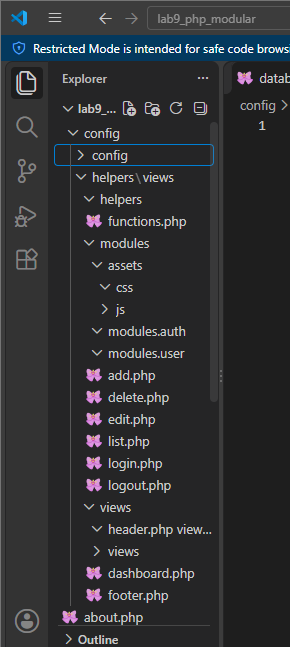 lab9_php_modular
Restricted Mode is intended for safe code brows
Explorer
datab
lab9_...
config
config
1
config
helpers\views
helpers
functions.php
modules
assets
css
js
modules.auth
modules.user
add.php
delete.php
edit.php
list.php
login.php
logout.php
views
header.php view...
views
dashboard.php
footer.php
about.php
Outline